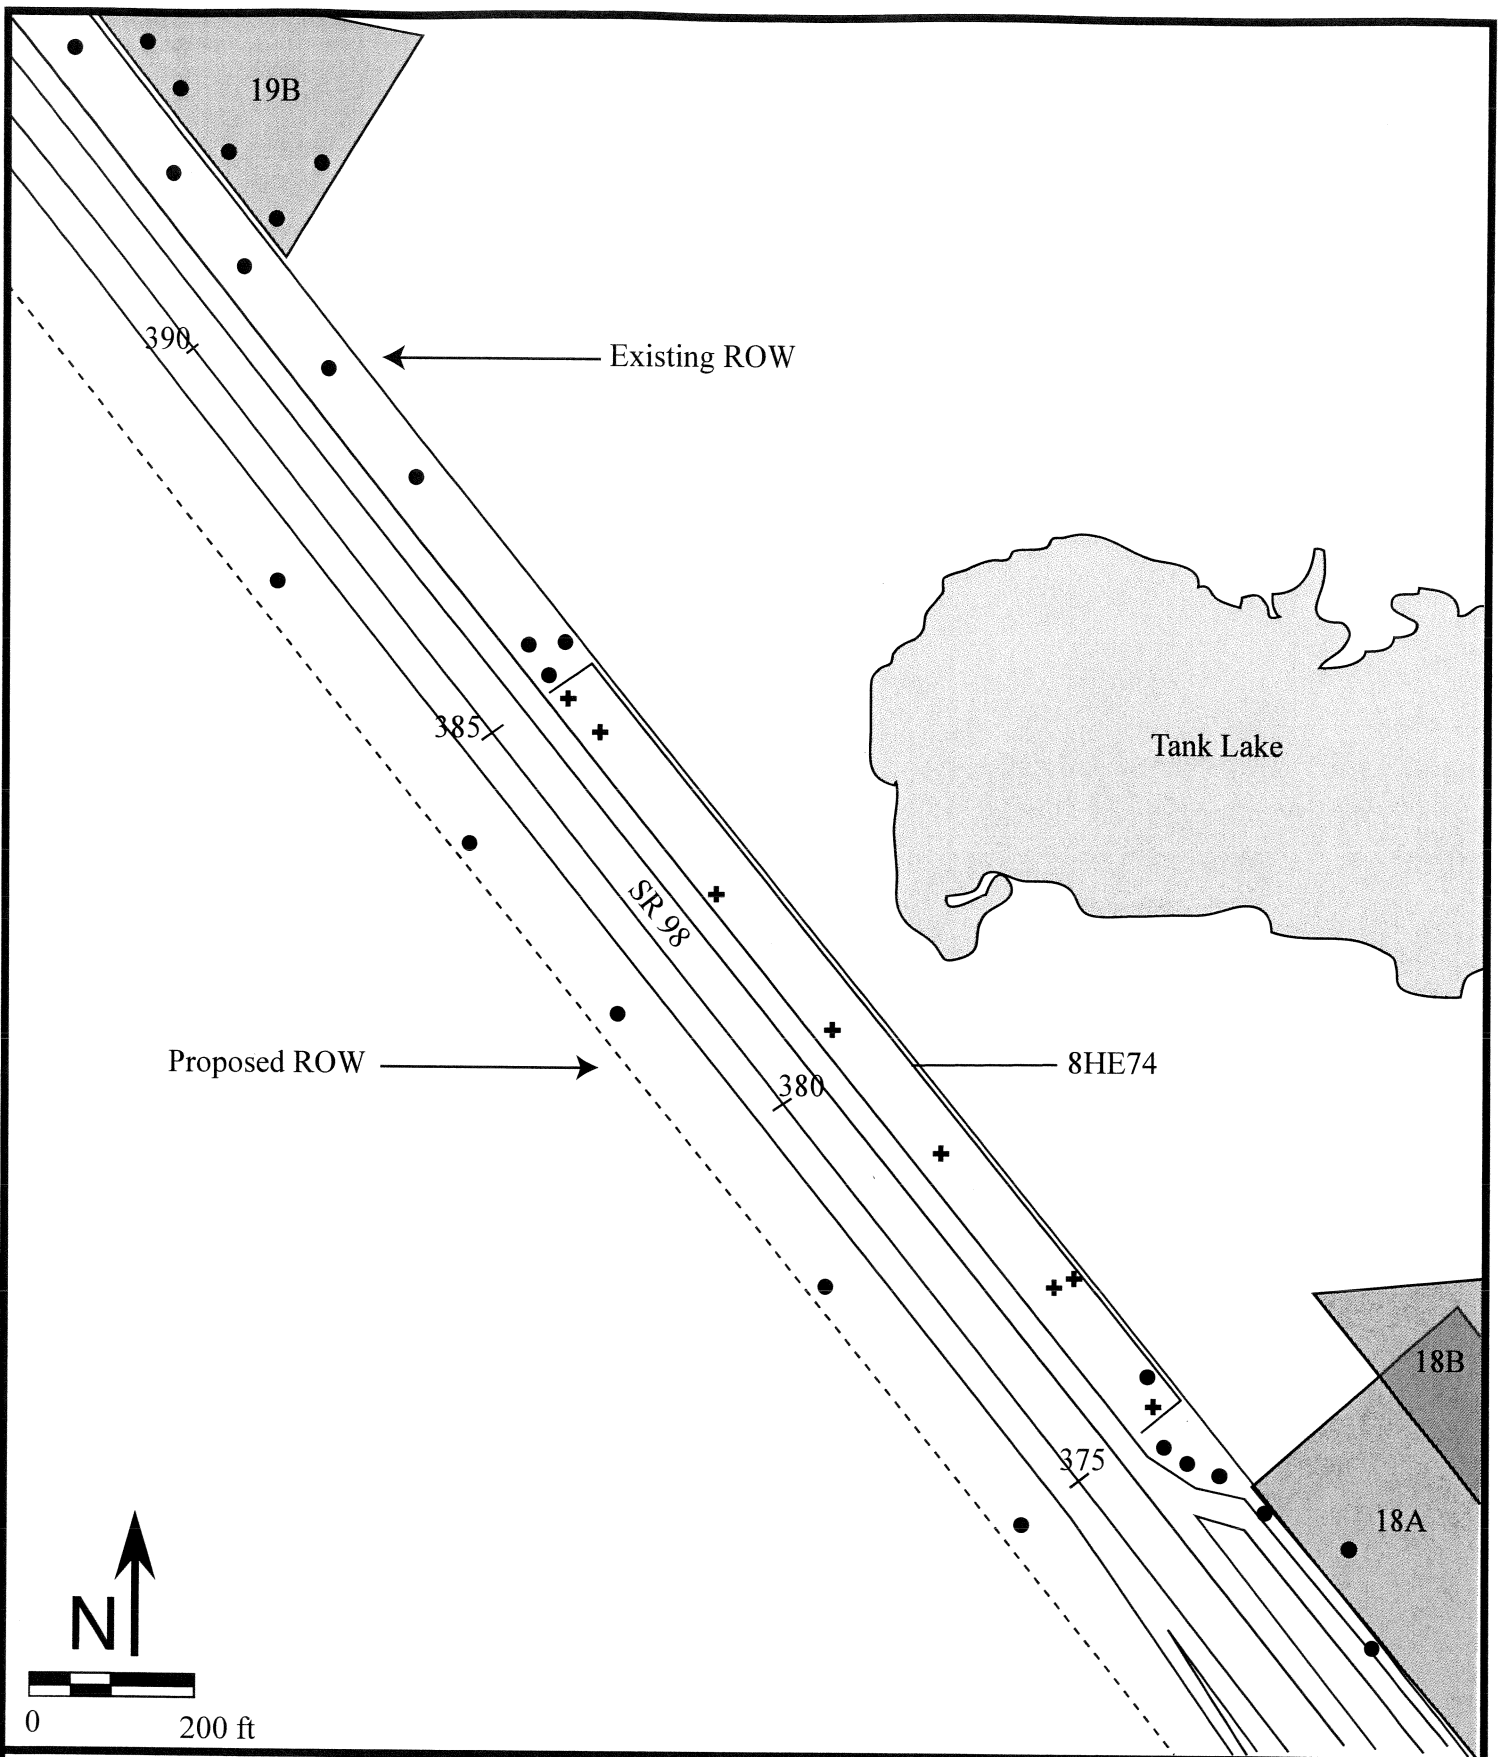 19B
390
Existing ROW
385
Tank Lake
SR 98
Proposed ROW
8HE74
380
18B
375
18A
N
0
200 ft